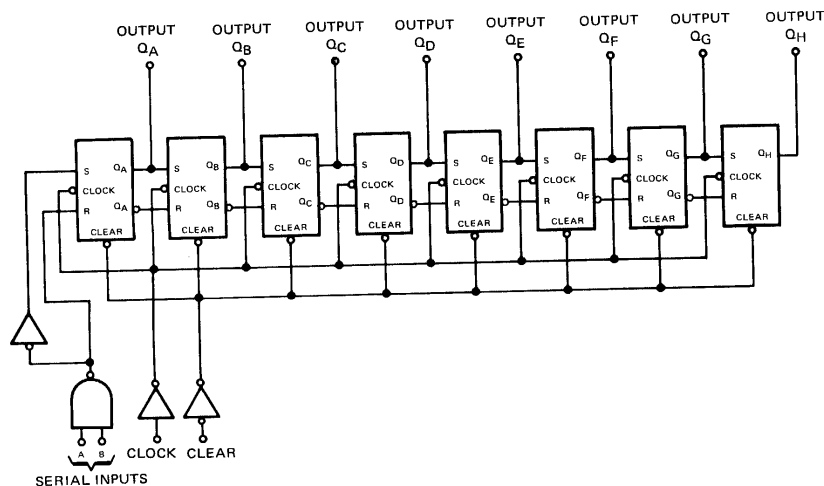 OUTPUT OUTPUT OUTPUT OUTPUT OUTPUT OUTPUT OUTPUT OUTPUT
QA QB QC QD QE QF QG QH
S QA S QB S QC S QD S QE S QF S QG S QH
CLOCK CLOCK CLOCK CLOCK CLOCK CLOCK CLOCK CLOCK
R QA R QB R QC R QD R QE R QF R QG R
CLEAR CLEAR CLEAR CLEAR CLEAR CLEAR CLEAR CLEAR
A B
CLOCK CLEAR
SERIAL INPUTS